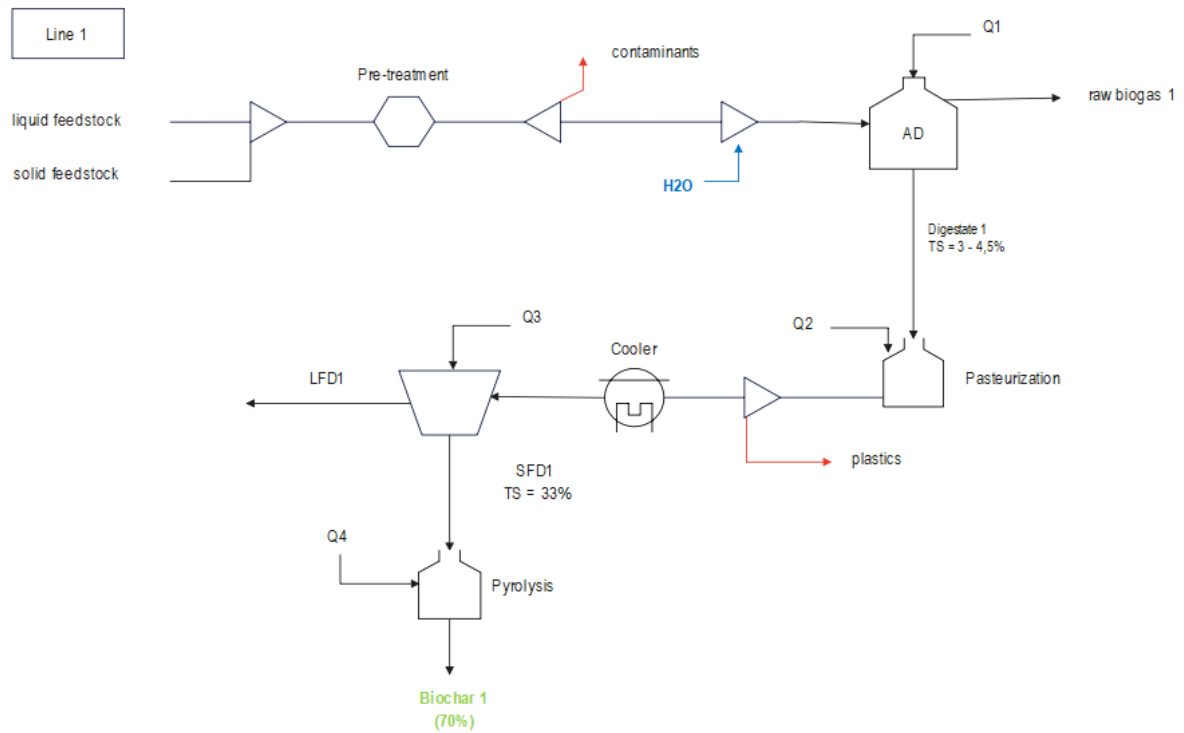 Line 1
Q1
contaminants
Pre-treatment
raw biogas 1
liquid feedstock
AD
solid feedstock
H2O
Digestate 1
TS = 3 - 4,5%
Q3
Q2
Cooler
LFD1
Pasteurization
plastics
SFD1
TS = 33%
Q4
Pyrolysis
Biochar 1
(70%)